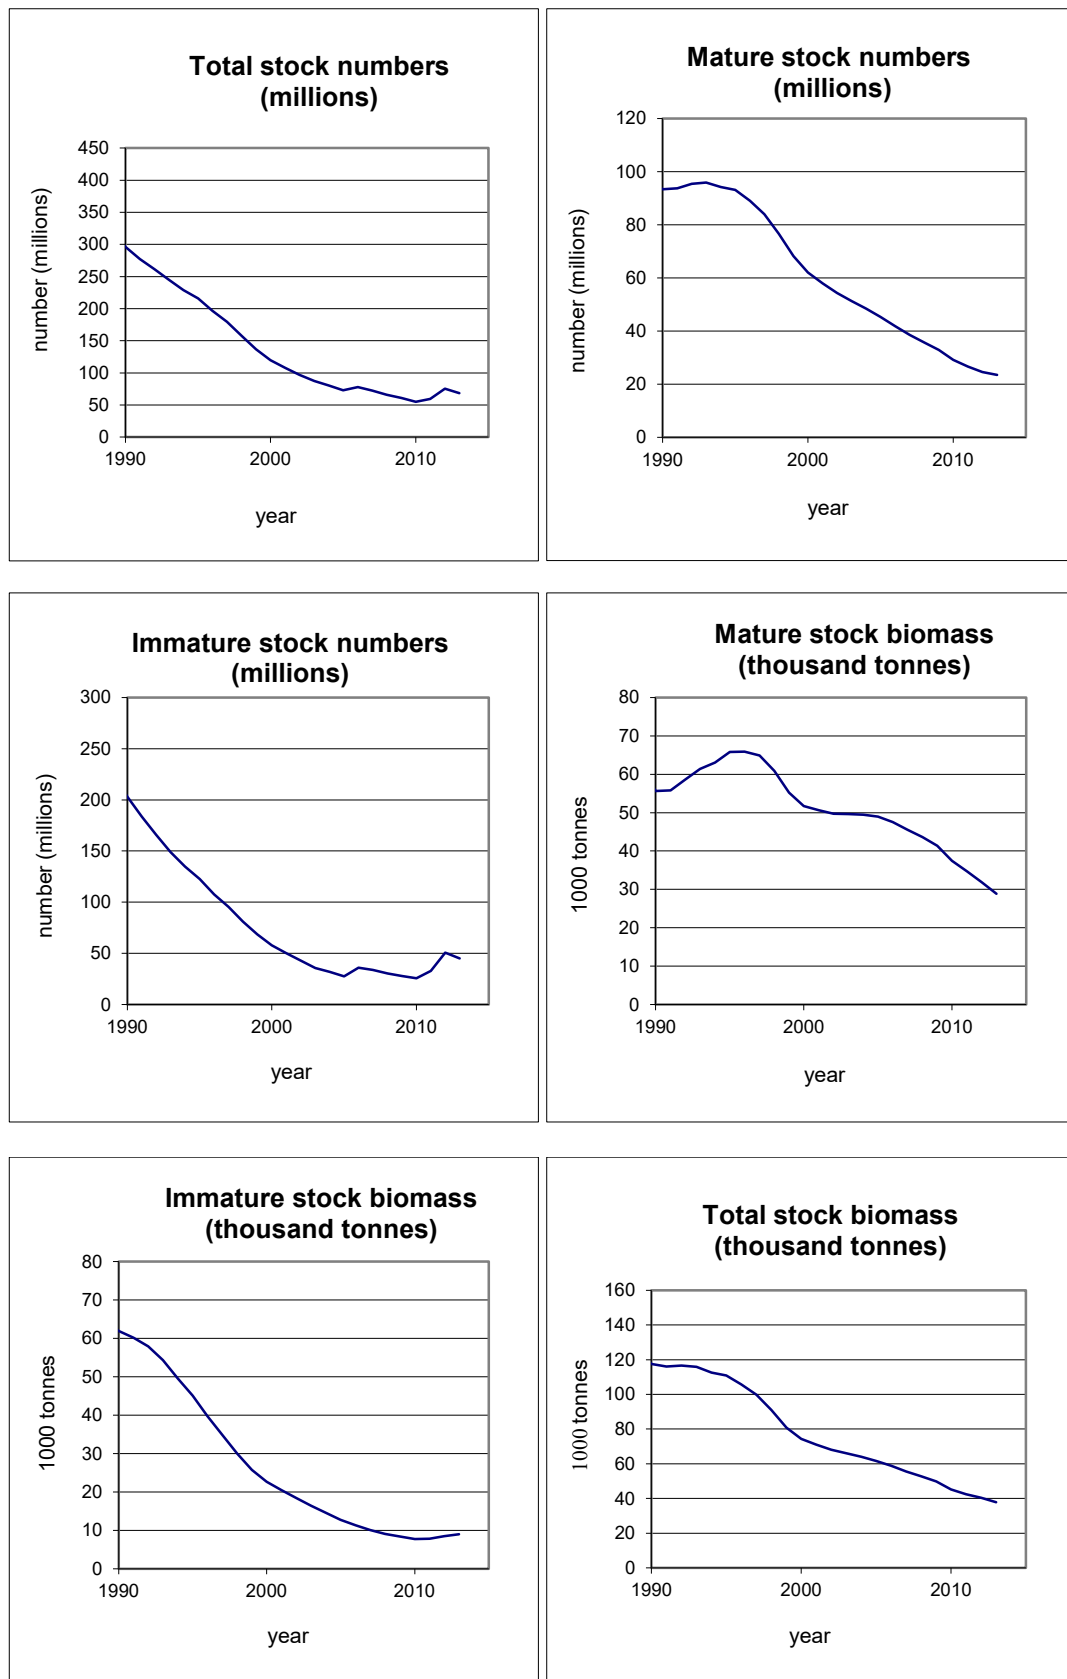 Total stock numbers
(millions)
450
400
350
300
250
200
150
100
50
0
number (millions)
1990
2000
2010
year
Mature stock numbers
(millions)
120
100
80
60
40
20
0
number (millions)
1990
2000
2010
year
Immature stock numbers
(millions)
300
250
200
150
100
50
0
number (millions)
1990
2000
2010
year
Mature stock biomass
(thousand tonnes)
80
70
60
50
40
30
20
10
0
1000 tonnes
1990
2000
2010
year
Immature stock biomass
(thousand tonnes)
80
70
60
50
40
30
20
10
0
1000 tonnes
1990
2000
2010
year
Total stock biomass
(thousand tonnes)
160
140
120
100
80
60
40
20
0
1000 tonnes
1990
2000
2010
year